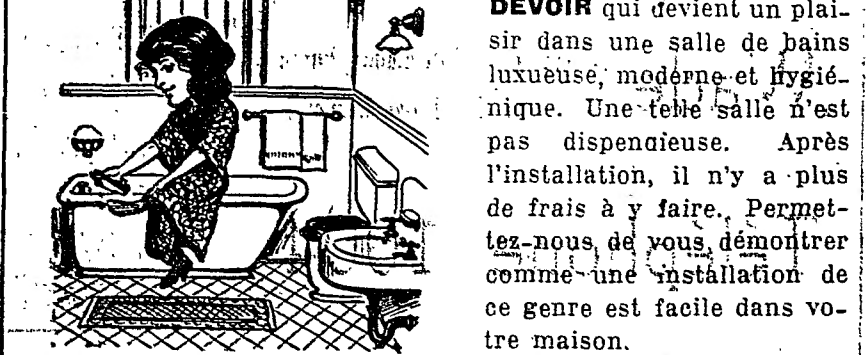 DEVOIR qui devient un plai-
sir dans une salle de bains
luxueuse, moderne et hygié-
nique. Une telle salle n'est
pas dispendieuse. Après
l'installation, il n'y a plus
de frais à y faire. Permet-
tez-nous de vous démontrer
comme une installation de
ce genre est facile dans vo-
tre maison.